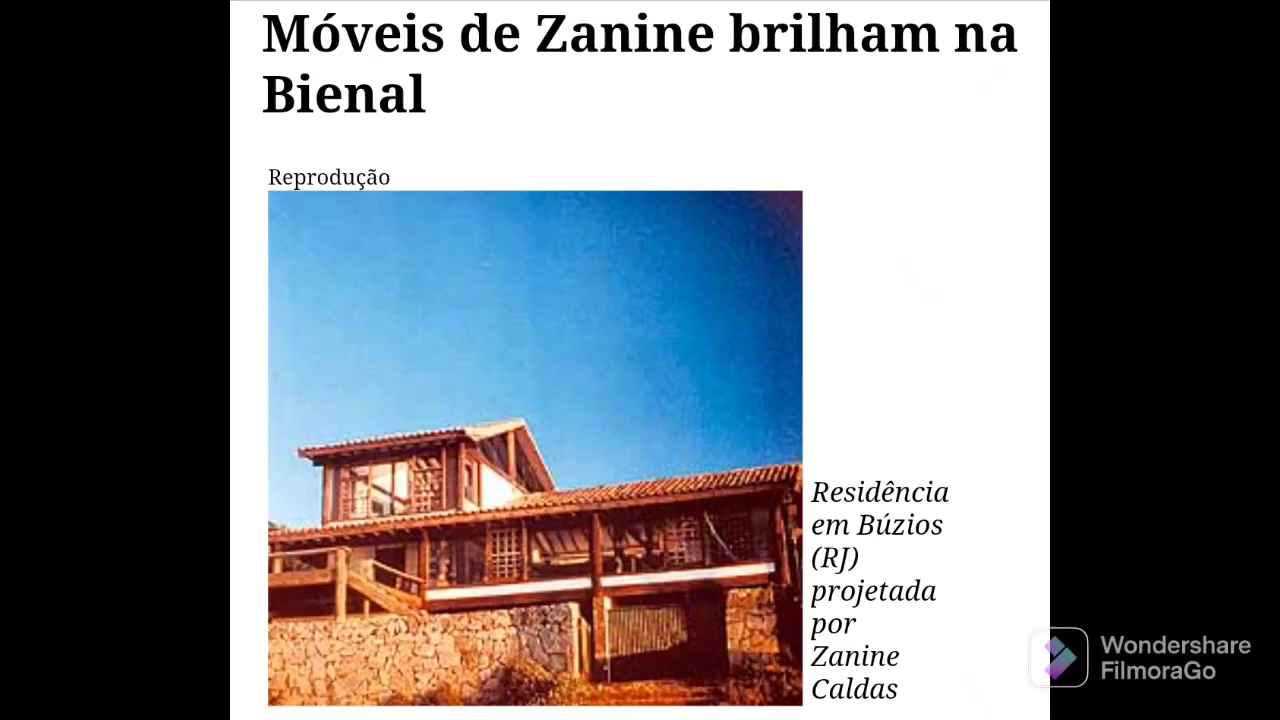 Móveis de Zanine brilham na
Bienal
Reprodução
Residência
em Búzios
(RJ)
projetada
por
Zanine
Caldas
Wondershare
FilmoraGo